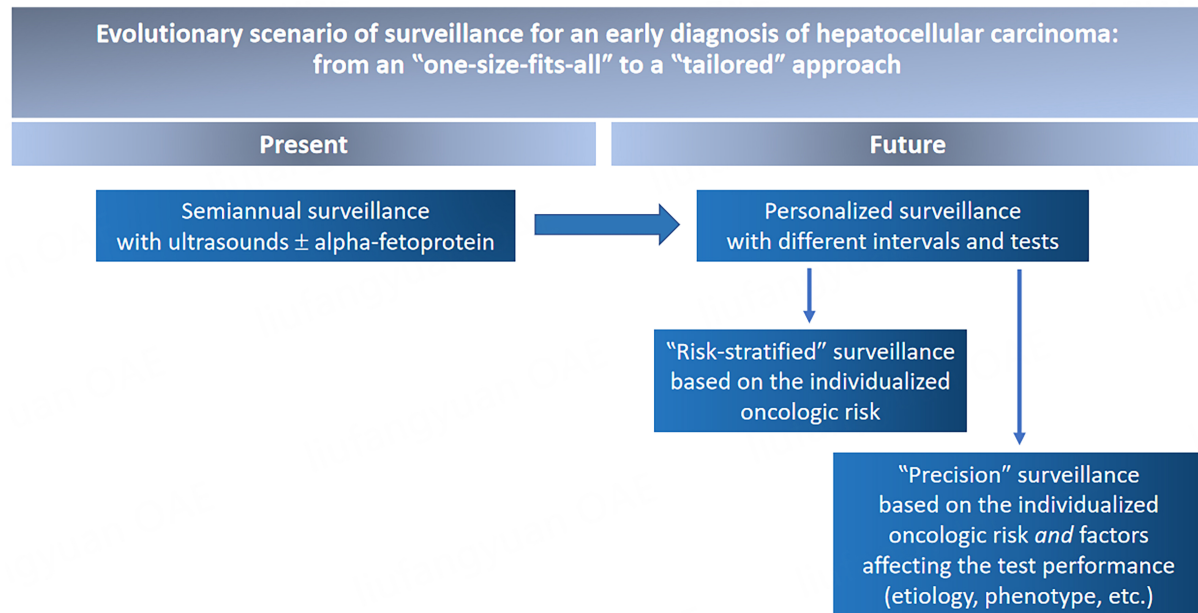 Evolutionary scenario of surveillance for an early diagnosis of hepatocellular carcinoma:
from an “one-size-fits-all” to a “tailored” approach
Present
Future
Semiannual surveillance
with ultrasounds ± alpha-fetoprotein
Personalized surveillance
with different intervals and tests
“Risk-stratified” surveillance
based on the individualized
oncologic risk
“Precision” surveillance
based on the individualized
oncologic risk and factors
affecting the test performance
(etiology, phenotype, etc.)